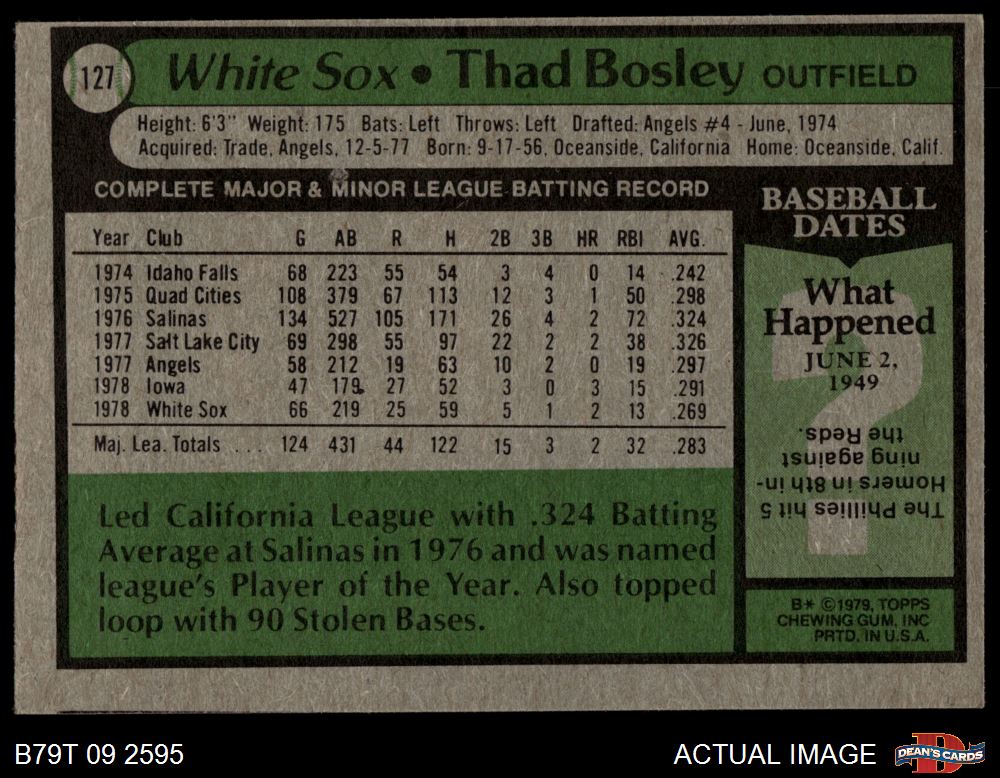 127
White Sox • Thad Bosley OUTFIELD
Height: 6'3" Weight: 175 Bats: Left Throws: Left Drafted: Angels #4 - June, 1974
Acquired: Trade, Angels, 12-5-77 Born: 9-17-56, Oceanside, California Home: Oceanside, Calif.
COMPLETE MAJOR & MINOR LEAGUE BATTING RECORD
Year Club G AB R H 2B 3B HR RBI AVG.
1974 Idaho Falls 68 223 55 54 3 4 0 14 .242
1975 Quad Cities 108 379 67 113 12 3 1 50 .298
1976 Salinas 134 527 105 171 26 4 2 72 .324
1977 Salt Lake City 69 298 55 97 22 2 2 38 .326
1977 Angels 58 212 19 63 10 2 0 19 .297
1978 Iowa 47 179 27 52 3 0 3 15 .291
1978 White Sox 66 219 25 59 5 1 2 13 .269
Maj. Lea. Totals ... 124 431 44 122 15 3 2 32 .283
Led California League with .324 Batting
Average at Salinas in 1976 and was named
league's Player of the Year. Also topped
loop with 90 Stolen Bases.
BASEBALL
DATES
What
Happened
JUNE 2,
1949
?
The Phillies hit 5
Homers in 8th in-
ning against
the Reds.
B* ©1979, TOPPS
CHEWING GUM, INC
PRTD. IN U.S.A.
B79T 09 2595
ACTUAL IMAGE
DEAN'S CARDS